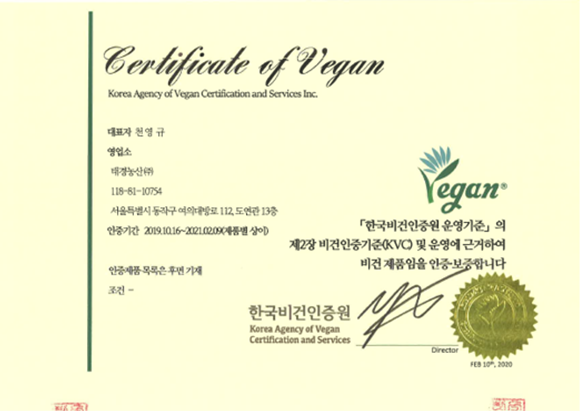 Certificate of Vegan
Korea Agency of Vegan Certification and Services Inc.
대표자 천영규
영업소
태경농산㈜
118-81-10754
서울특별시 동작구 여의대방로 112, 도연관 13층
인증기간 2019.10.16~2021.02.09(제품별 상이)
인증제품 목록은 후면 기재
조건 -
Vegan®
「한국비건인증원 운영기준」의
제2장 비건인증기준(KVC) 및 운영에 근거하여
비건 제품임을 인증·보증합니다
한국비건인증원
Korea Agency of Vegan
Certification and Services
Director
FEB 10th, 2020